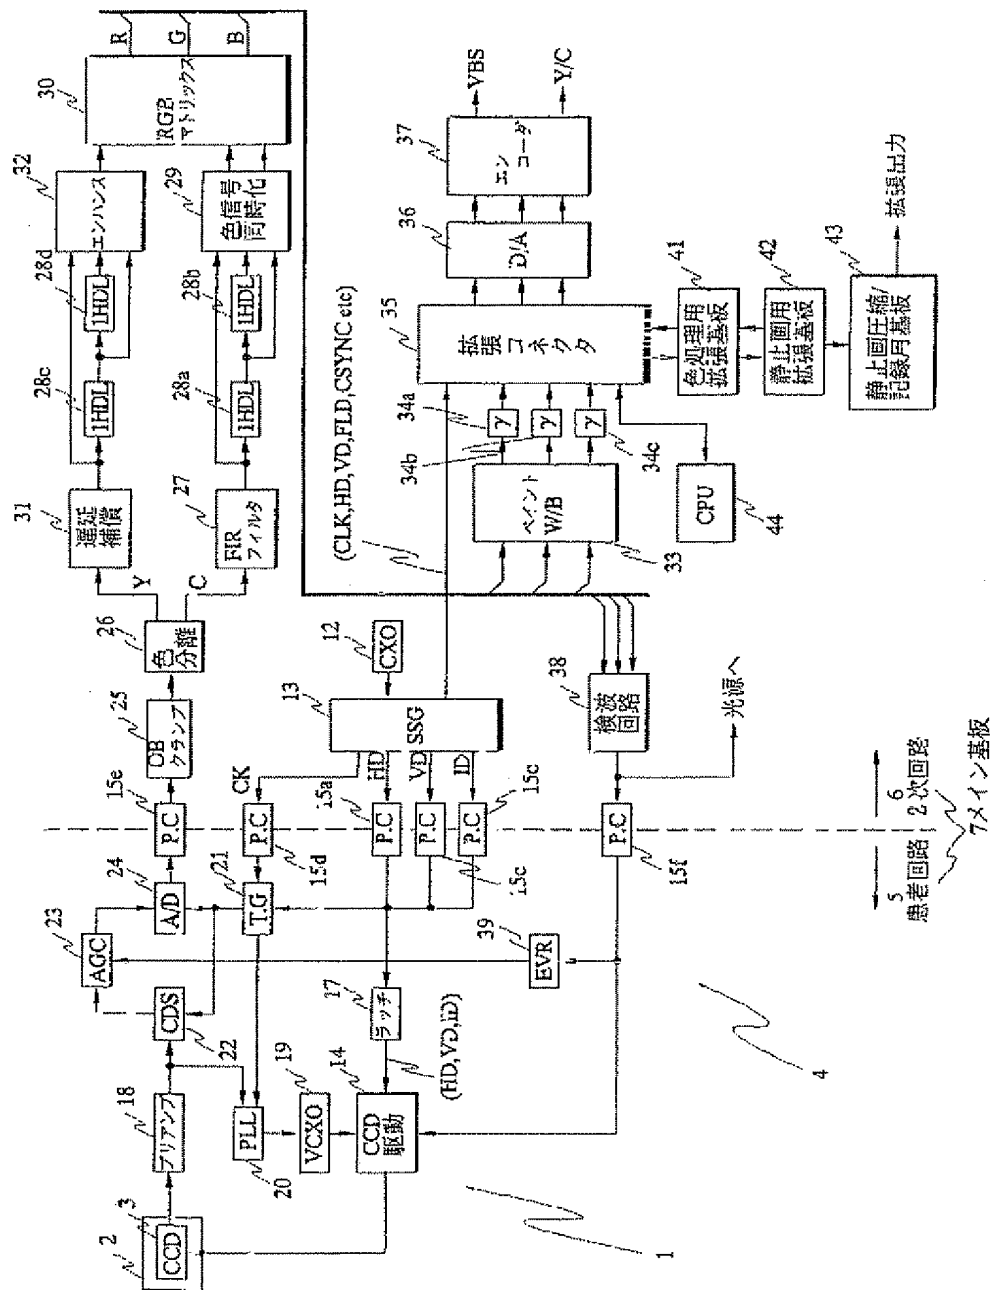 1
2
3
CCD
18
プリアンプ
22
CDS
23
AGC
24
A/D
15e
P.C
25
OB
クランプ
26
色
分離
Y
C
31
遅延
補償
28c
1HDL
28d
1HDL
32
エンハンス
30
RGB
マトリックス
R
G
B
27
FIR
フィルタ
28a
1HDL
28b
1HDL
29
色信号
同時化
20
PLL
19
VCXO
14
CCD
駆動
17
ラッチ
(HD,VD,ID)
21
T.G
15d
P.C
CK
15a
P.C
HD
15c
P.C
VD
15c
P.C
ID
13
SSG
12
CXO
(CLK,HD,VD,FLD,CSYNC etc)
33
ペイント
W/B
34a
γ
34b
γ
34c
γ
35
拡張コネクタ
36
D/A
37
エンコーダ
VBS
Y/C
44
CPU
41
色処理用
拡張基板
42
静止画用
拡張基板
43
静止画圧縮/
記録用基板
拡張出力
39
EVR
15f
P.C
38
検波
回路
光源へ
4
5
患者回路
6
2次回路
7メイン基板